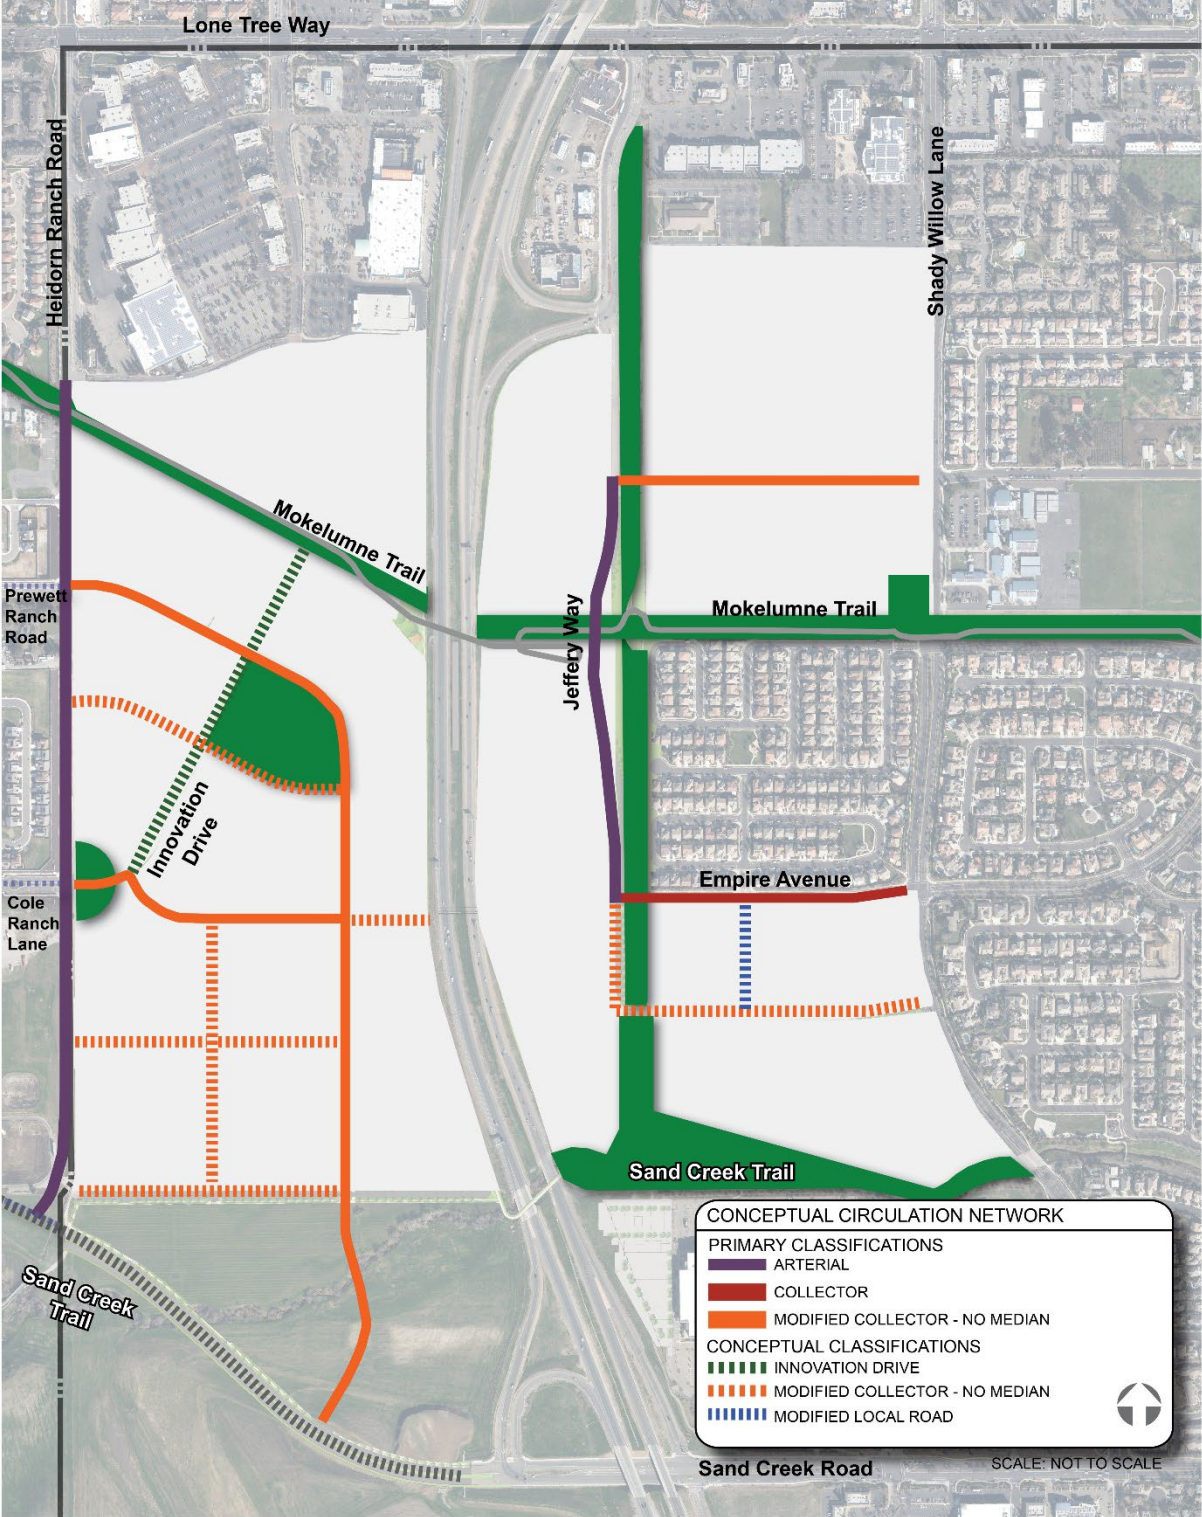 Lone Tree Way
Heidorn Ranch Road
Shady Willow Lane
Mokelumne Trail
Prewett
Ranch
Road
Jeffery Way
Mokelumne Trail
Innovation
Drive
Empire Avenue
Cole
Ranch
Lane
Sand Creek Trail
Sand Creek
Trail
CONCEPTUAL CIRCULATION NETWORK
PRIMARY CLASSIFICATIONS
ARTERIAL
COLLECTOR
MODIFIED COLLECTOR - NO MEDIAN
CONCEPTUAL CLASSIFICATIONS
INNOVATION DRIVE
MODIFIED COLLECTOR - NO MEDIAN
MODIFIED LOCAL ROAD
Sand Creek Road
SCALE: NOT TO SCALE